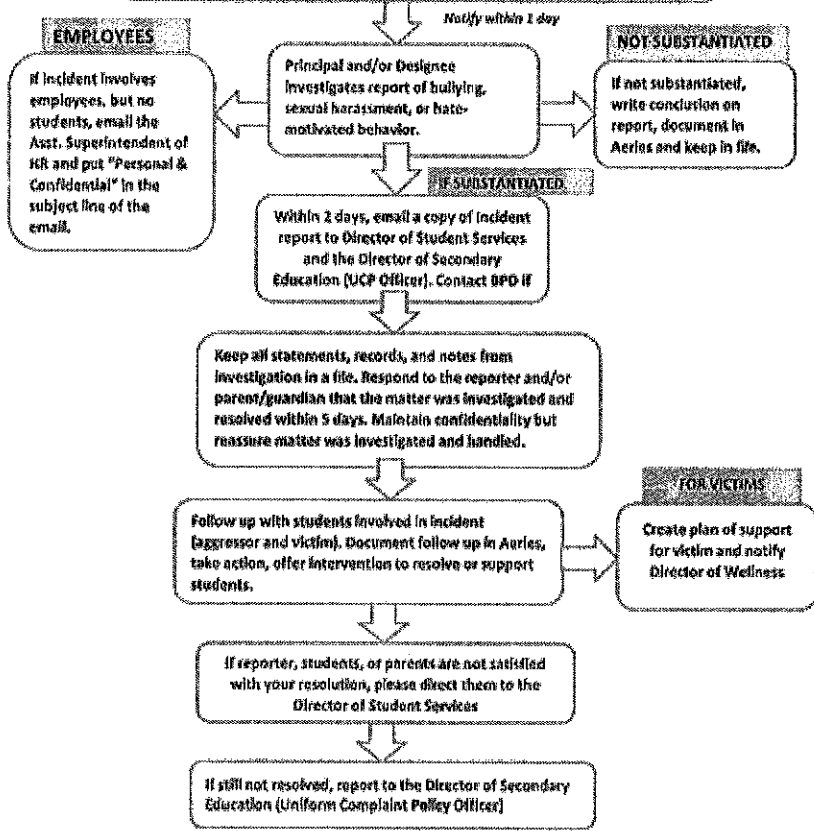 Notify within 1 day
EMPLOYEES
If incident involves
employees, but no
students, email the
Asst. Superintendent of
HR and put "Personal &
Confidential" in the
subject line of the
email.
Principal and/or Designee
investigates report of bullying,
sexual harassment, or hate-
motivated behavior.
NOT SUBSTANTIATED
If not substantiated,
write conclusion on
report, document in
Aeries and keep in file.
IF SUBSTANTIATED
Within 2 days, email a copy of incident
report to Director of Student Services
and the Director of Secondary
Education (UCP Officer). Contact BPD if
Keep all statements, records, and notes from
investigation in a file. Respond to the reporter and/or
parent/guardian that the matter was investigated and
resolved within 5 days. Maintain confidentiality but
reassure matter was investigated and handled.
Follow up with students involved in incident
(aggressor and victim). Document follow up in Aeries,
take action, offer intervention to resolve or support
students.
FOR VICTIMS
Create plan of support
for victim and notify
Director of Wellness
If reporter, students, or parents are not satisfied
with your resolution, please direct them to the
Director of Student Services
If still not resolved, report to the Director of Secondary
Education (Uniform Complaint Policy Officer)